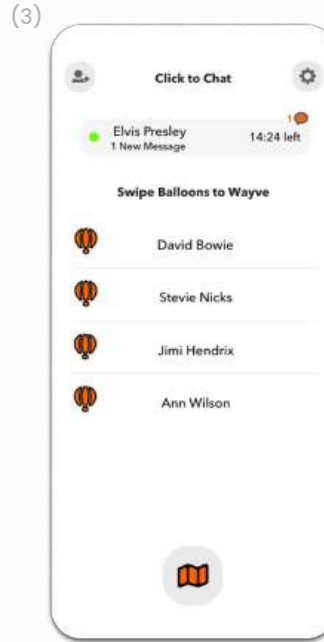 (3)
Click to Chat
1
Elvis Presley
14:24 left
1 New Message
Swipe Balloons to Wayve
David Bowie
Stevie Nicks
Jimi Hendrix
Ann Wilson